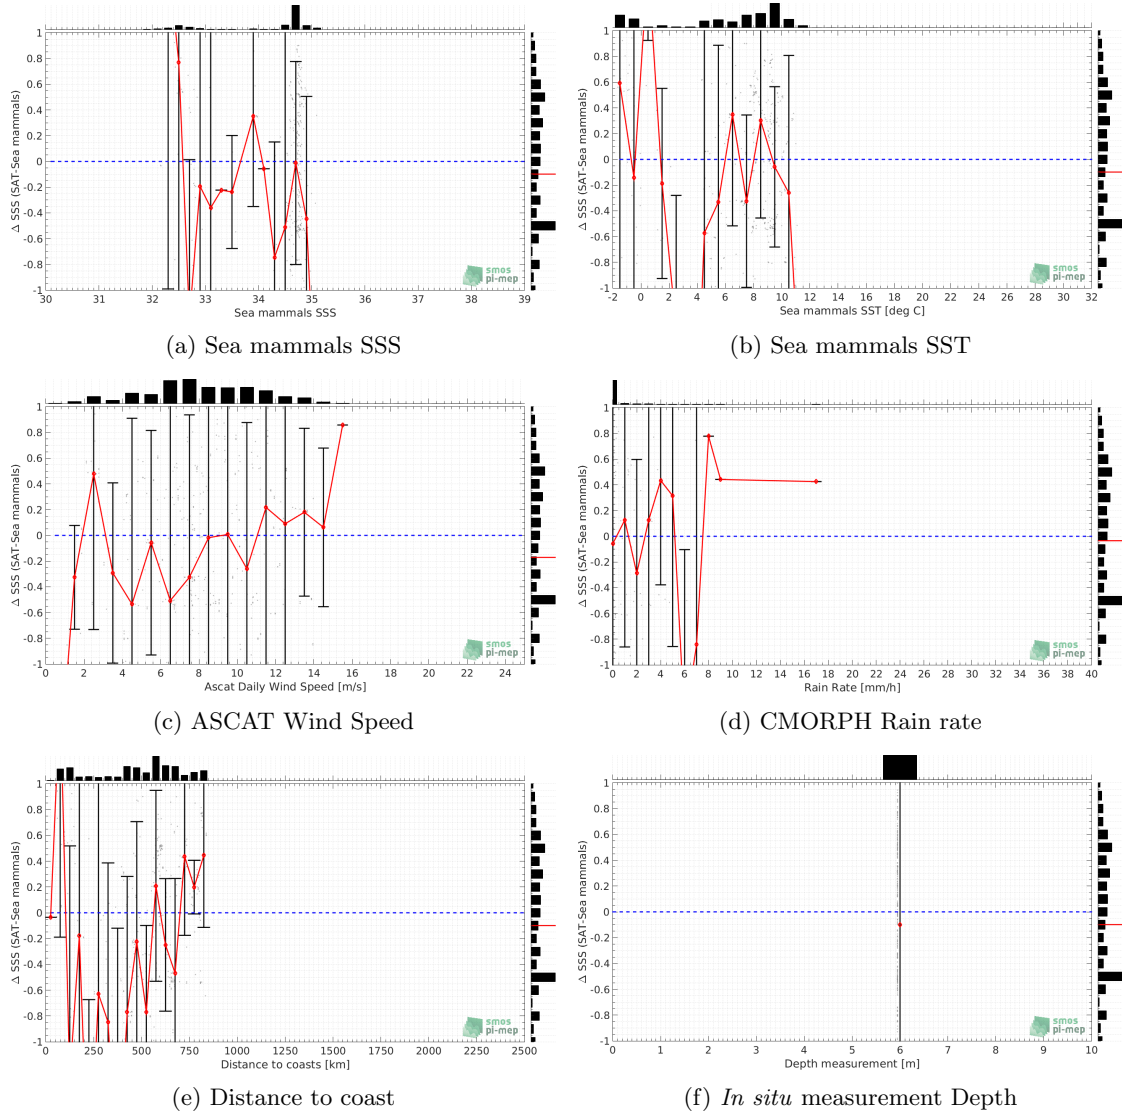 Δ SSS (SAT-Sea mammals)
1
0.8
0.6
0.4
0.2
0
-0.2
-0.4
-0.6
-0.8
-1
30 31 32 33 34 35 36 37 38 39
Sea mammals SSS
smos
pi-mep
(a) Sea mammals SSS
Δ SSS (SAT-Sea mammals)
1
0.8
0.6
0.4
0.2
0
-0.2
-0.4
-0.6
-0.8
-1
-2 0 2 4 6 8 10 12 14 16 18 20 22 24 26 28 30 32
Sea mammals SST [deg C]
smos
pi-mep
(b) Sea mammals SST
Δ SSS (SAT-Sea mammals)
1
0.8
0.6
0.4
0.2
0
-0.2
-0.4
-0.6
-0.8
-1
0 2 4 6 8 10 12 14 16 18 20 22 24
Ascat Daily Wind Speed [m/s]
smos
pi-mep
(c) ASCAT Wind Speed
Δ SSS (SAT-Sea mammals)
1
0.8
0.6
0.4
0.2
0
-0.2
-0.4
-0.6
-0.8
-1
0 2 4 6 8 10 12 14 16 18 20 22 24 26 28 30 32 34 36 38 40
Rain Rate [mm/h]
smos
pi-mep
(d) CMORPH Rain rate
Δ SSS (SAT-Sea mammals)
1
0.8
0.6
0.4
0.2
0
-0.2
-0.4
-0.6
-0.8
-1
0 250 500 750 1000 1250 1500 1750 2000 2250 2500
Distance to coasts [km]
smos
pi-mep
(e) Distance to coast
Δ SSS (SAT-Sea mammals)
1
0.8
0.6
0.4
0.2
0
-0.2
-0.4
-0.6
-0.8
-1
0 1 2 3 4 5 6 7 8 9 10
Depth measurement [m]
smos
pi-mep
(f) In situ measurement Depth